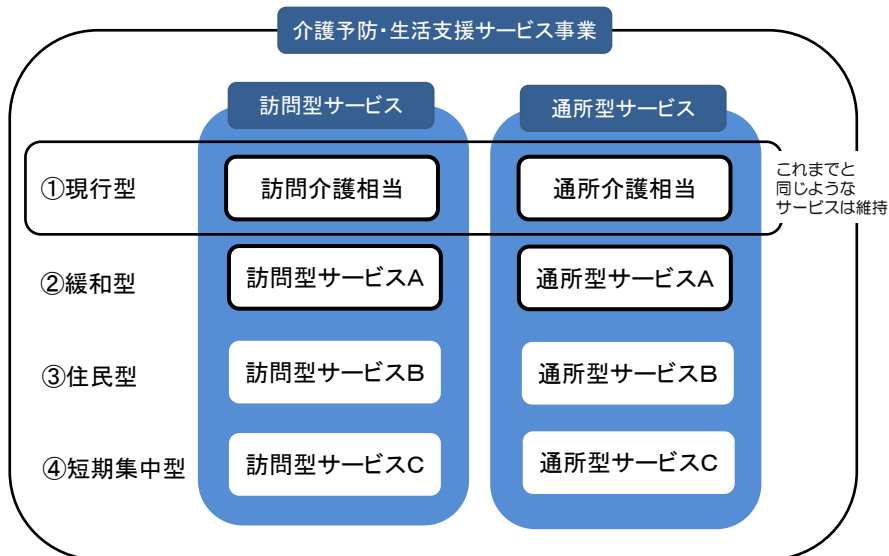 介護予防・生活支援サービス事業
訪問型サービス
通所型サービス
①現行型
訪問介護相当
通所介護相当
これまでと
同じような
サービスは維持
②緩和型
訪問型サービスA
通所型サービスA
③住民型
訪問型サービスB
通所型サービスB
④短期集中型
訪問型サービスC
通所型サービスC